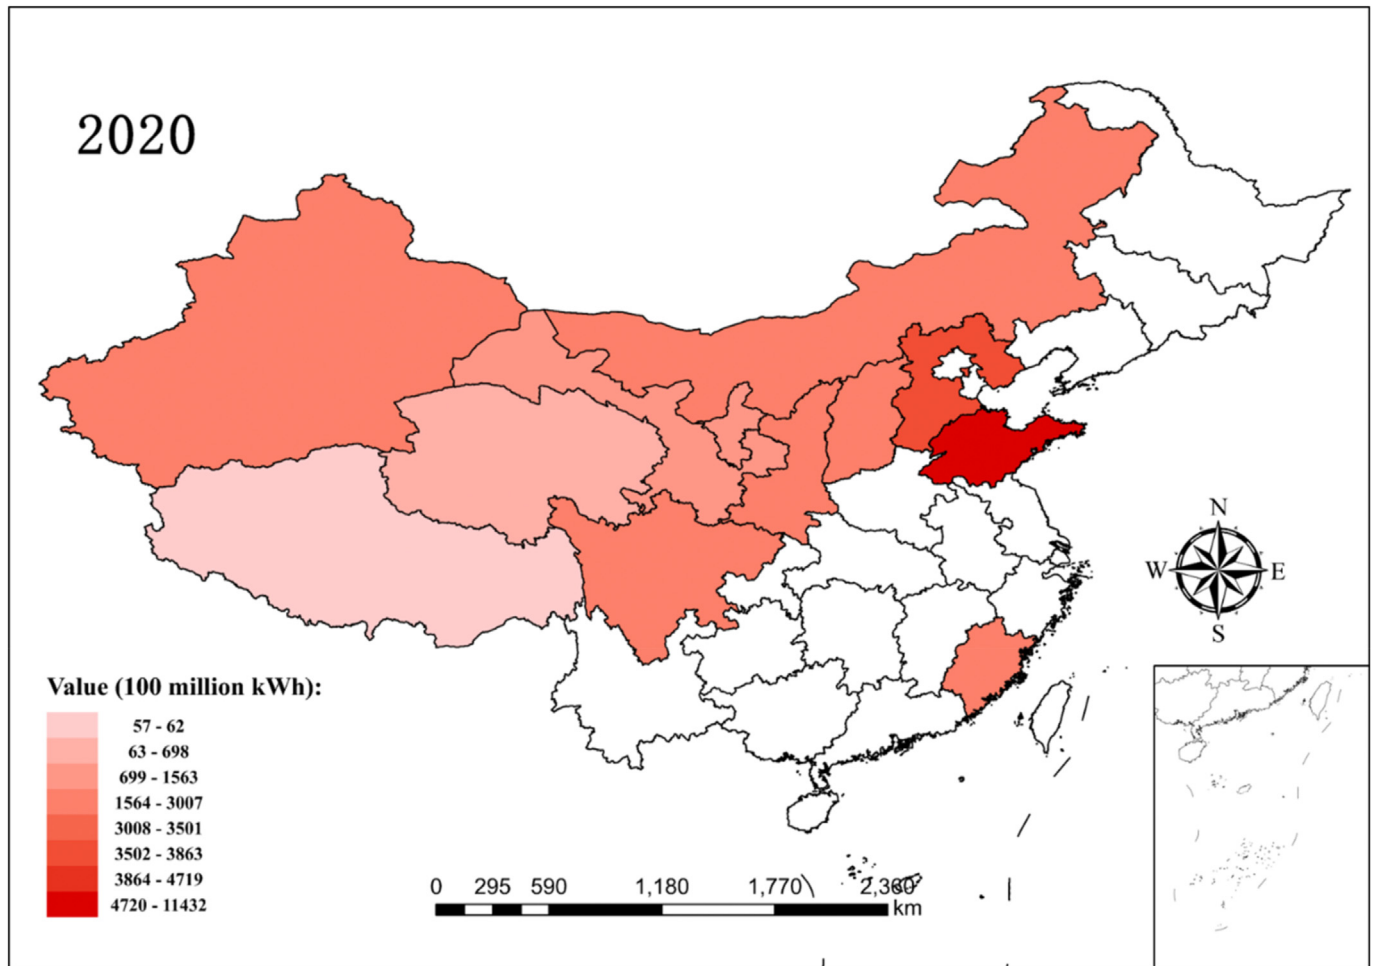 2020
N
W E
S
Value (100 million kWh):
57 - 62
63 - 698
699 - 1563
1564 - 3007
3008 - 3501
3502 - 3863
3864 - 4719
4720 - 11432
0 295 590 1,180 1,770 2,360
km